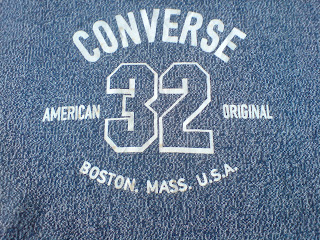 CONVERSE
AMERICAN 32 ORIGINAL
BOSTON. MASS. U.S.A.